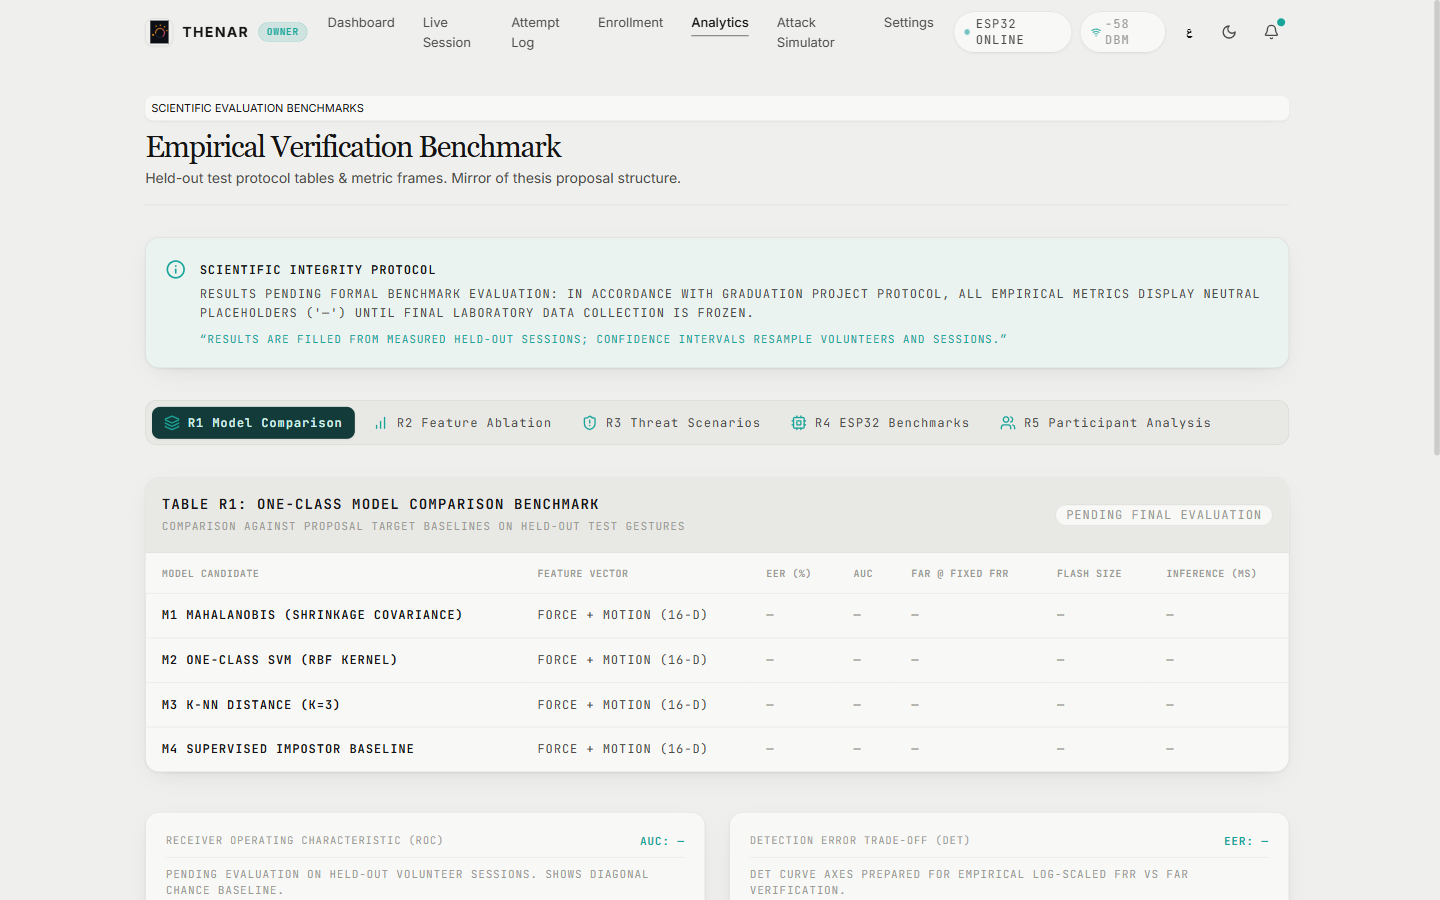 THENAR OWNER Dashboard Live Session Attempt Log Enrollment Analytics Attack Simulator Settings ESP32 ONLINE -58 DBM ع
SCIENTIFIC EVALUATION BENCHMARKS
Empirical Verification Benchmark
Held-out test protocol tables & metric frames. Mirror of thesis proposal structure.
SCIENTIFIC INTEGRITY PROTOCOL
RESULTS PENDING FORMAL BENCHMARK EVALUATION: IN ACCORDANCE WITH GRADUATION PROJECT PROTOCOL, ALL EMPIRICAL METRICS DISPLAY NEUTRAL
PLACEHOLDERS ('—') UNTIL FINAL LABORATORY DATA COLLECTION IS FROZEN.
“RESULTS ARE FILLED FROM MEASURED HELD-OUT SESSIONS; CONFIDENCE INTERVALS RESAMPLE VOLUNTEERS AND SESSIONS.”
R1 Model Comparison R2 Feature Ablation R3 Threat Scenarios R4 ESP32 Benchmarks R5 Participant Analysis
TABLE R1: ONE-CLASS MODEL COMPARISON BENCHMARK
COMPARISON AGAINST PROPOSAL TARGET BASELINES ON HELD-OUT TEST GESTURES
PENDING FINAL EVALUATION
MODEL CANDIDATE FEATURE VECTOR EER (%) AUC FAR @ FIXED FRR FLASH SIZE INFERENCE (MS)
M1 MAHALANOBIS (SHRINKAGE COVARIANCE) FORCE + MOTION (16-D) — — — — —
M2 ONE-CLASS SVM (RBF KERNEL) FORCE + MOTION (16-D) — — — — —
M3 K-NN DISTANCE (K=3) FORCE + MOTION (16-D) — — — — —
M4 SUPERVISED IMPOSTOR BASELINE FORCE + MOTION (16-D) — — — — —
RECEIVER OPERATING CHARACTERISTIC (ROC) AUC: —
PENDING EVALUATION ON HELD-OUT VOLUNTEER SESSIONS. SHOWS DIAGONAL
CHANCE BASELINE.
DETECTION ERROR TRADE-OFF (DET) EER: —
DET CURVE AXES PREPARED FOR EMPIRICAL LOG-SCALED FRR VS FAR
VERIFICATION.